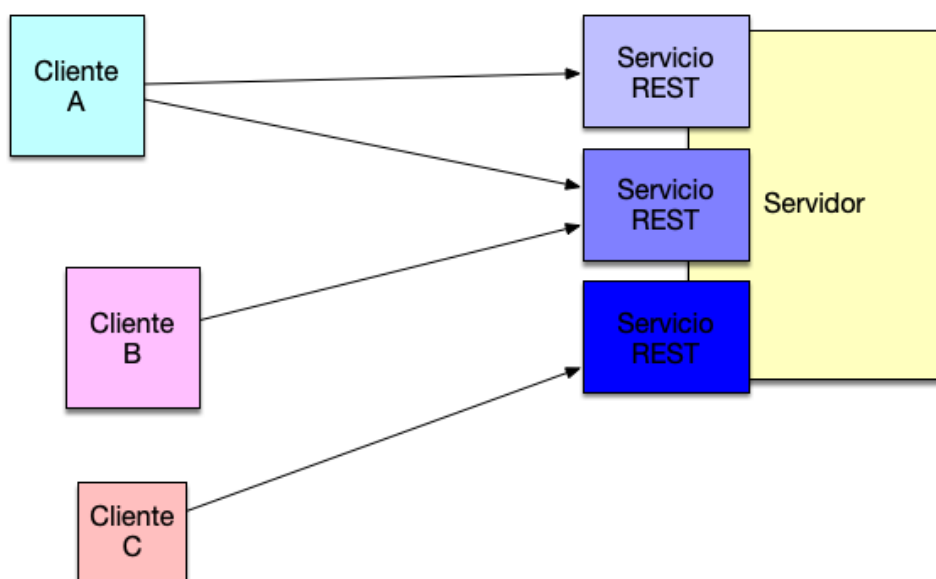 Cliente
A
Servicio
REST
Servicio
REST
Servidor
Cliente
B
Servicio
REST
Cliente
C